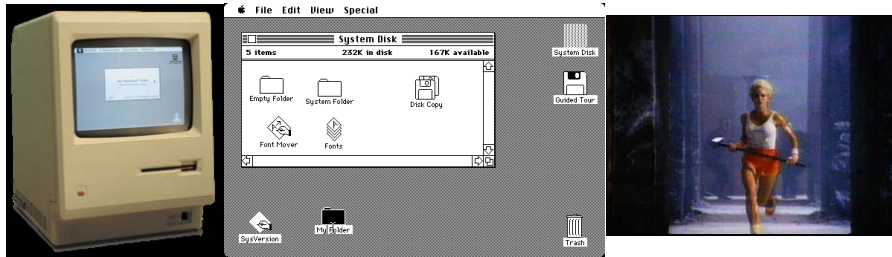 File Edit View Special
System Disk
5 items 232K in disk 167K available
Empty Folder System Folder Disk Copy
Font Mover Fonts
System Disk
Guided Tour
SysVersion My Folder Trash